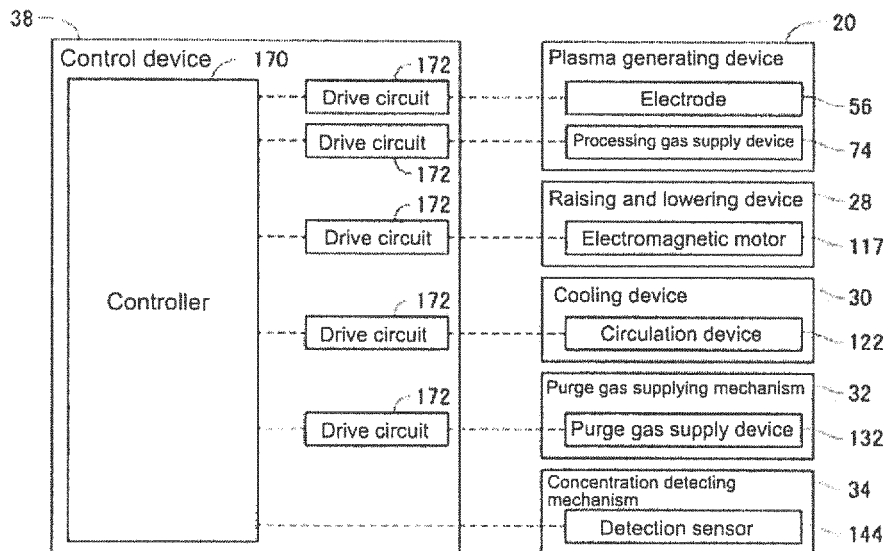 38
20
Control device
170
172
Plasma generating device
Drive circuit
Electrode
56
Drive circuit
Processing gas supply device
74
172
172
Raising and lowering device
28
Drive circuit
Electromagnetic motor
117
Controller
172
Cooling device
30
Drive circuit
Circulation device
122
172
Purge gas supplying mechanism
32
Drive circuit
Purge gas supply device
132
Concentration detecting
mechanism
34
Detection sensor
144